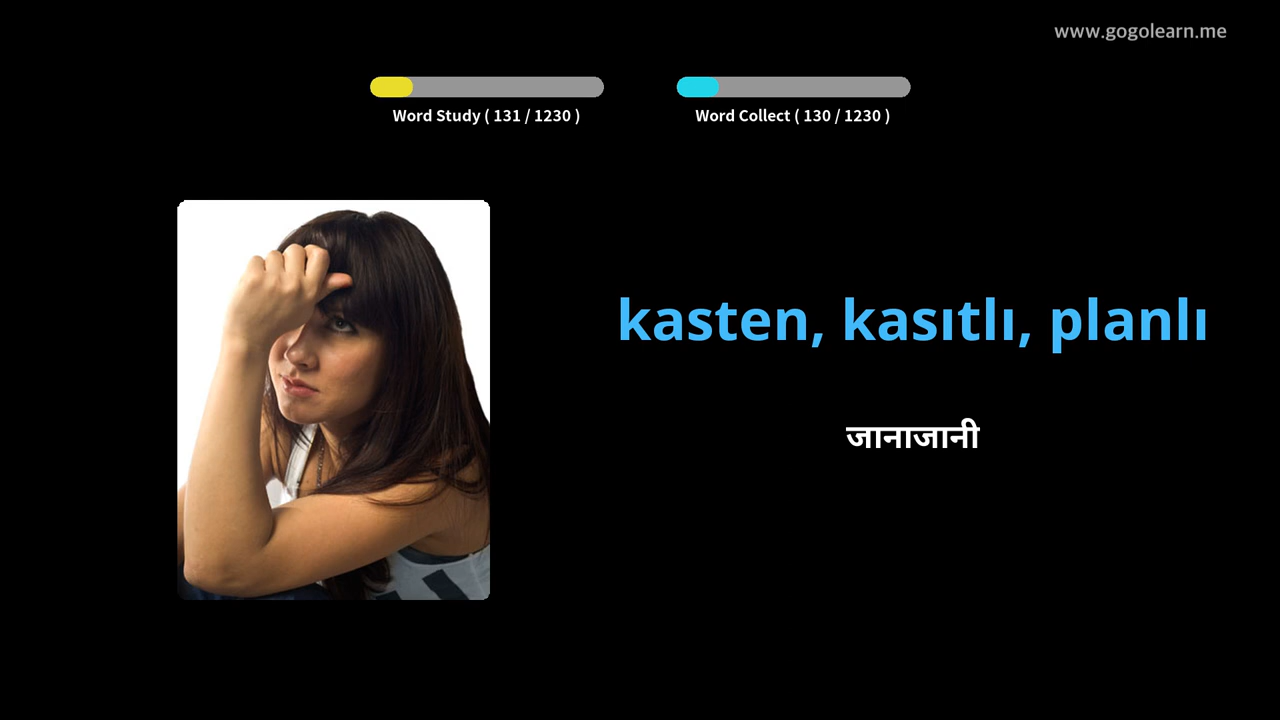 www.gogolearn.me
Word Study ( 131 / 1230 )
Word Collect ( 130 / 1230 )
kasten, kasıtlı, planlı
जानाजानी